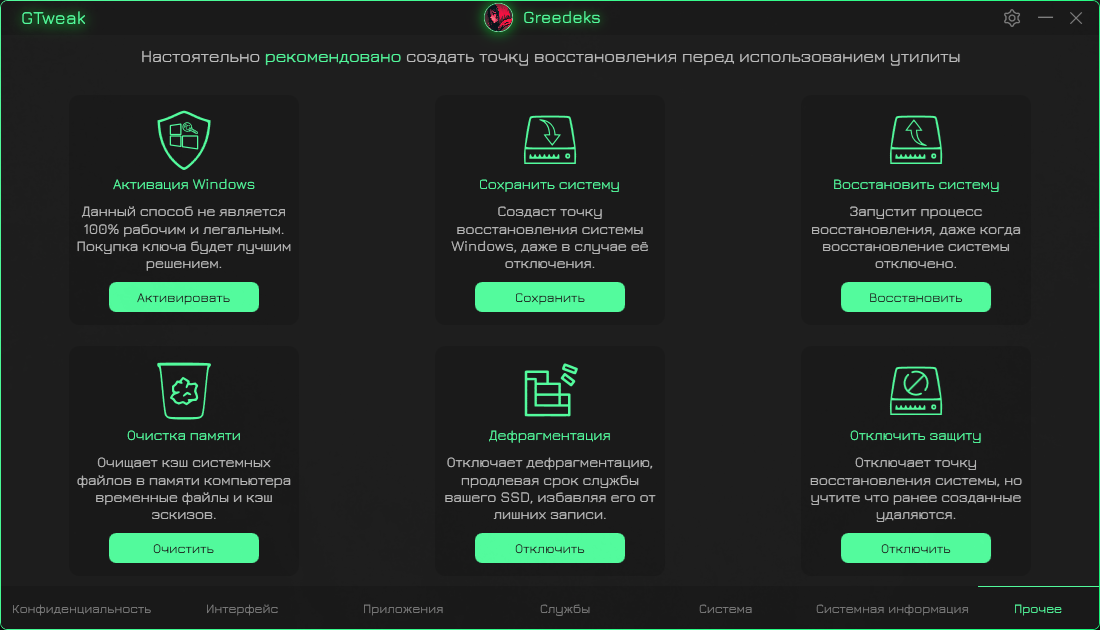 GTweak
Greedeks
Настоятельно рекомендовано создать точку восстановления перед использованием утилиты
Активация Windows
Данный способ не является
100% рабочим и легальным.
Покупка ключа будет лучшим
решением.
Активировать
Сохранить систему
Создаст точку
восстановления системы
Windows, даже в случае её
отключения.
Сохранить
Восстановить систему
Запустит процесс
восстановления, даже когда
восстановление системы
отключено.
Восстановить
Очистка памяти
Очищает кэш системных
файлов в памяти компьютера
временные файлы и кэш
эскизов.
Очистить
Дефрагментация
Отключает дефрагментацию,
продлевая срок службы
вашего SSD, избавляя его от
лишних записи.
Отключить
Отключить защиту
Отключает точку
восстановления системы, но
учтите что ранее созданные
удаляются.
Отключить
Конфиденциальность
Интерфейс
Приложения
Службы
Система
Системная информация
Прочее